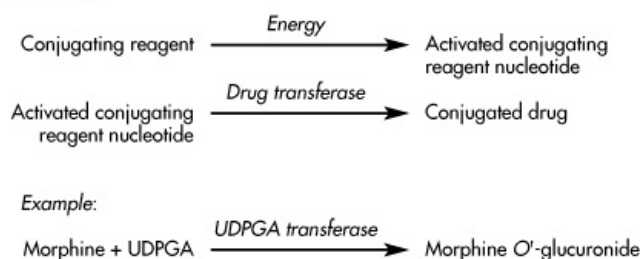 Energy
Conjugating reagent
Activated conjugating
reagent nucleotide
Drug transferase
Activated conjugating
reagent nucleotide
Conjugated drug
Example:
UDPGA transferase
Morphine + UDPGA
Morphine O'-glucuronide